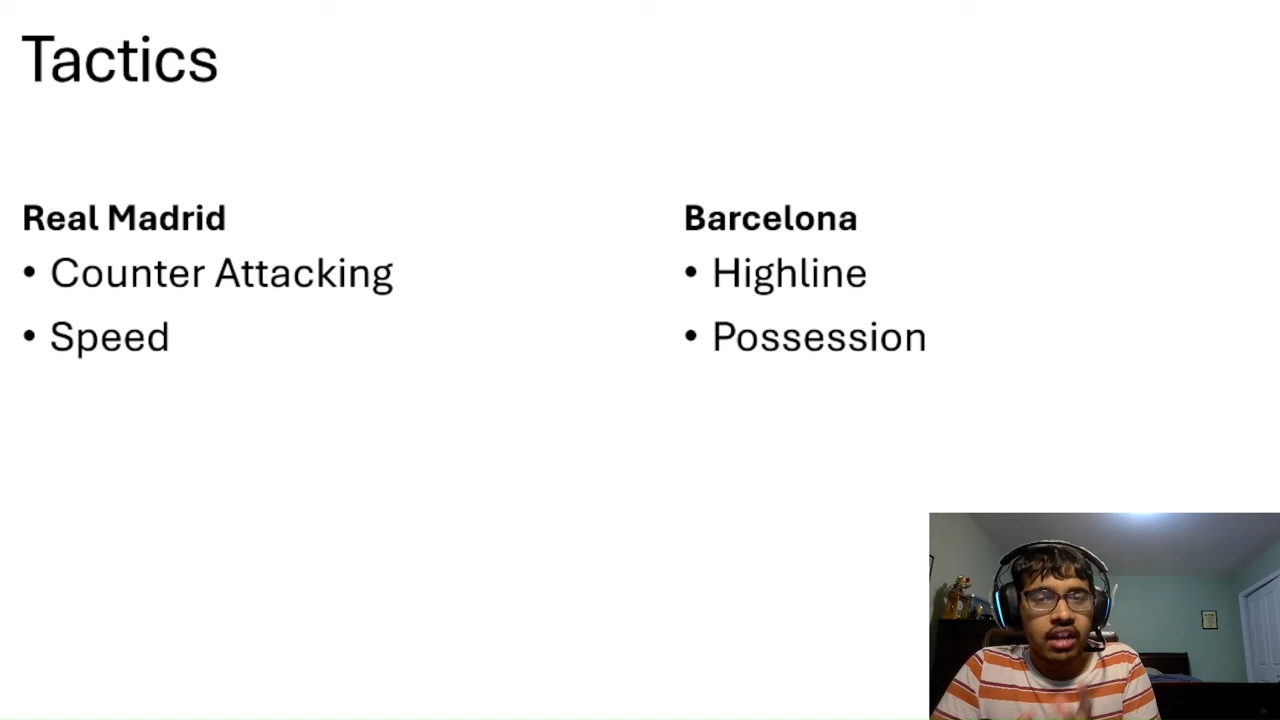 Tactics
Real Madrid
• Counter Attacking
• Speed
Barcelona
• Highline
• Possession